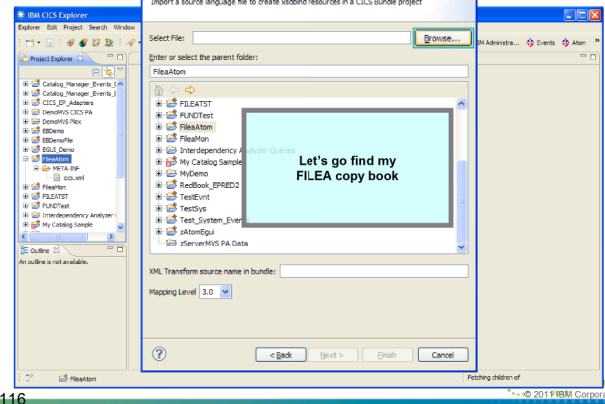 IBM CICS Explorer
Import a source language file to create xsdbind resources in a CICS Bundle project
Explorer Edit Project Search Window
Select File:
Browse...
IBM Administra... Events Atom
Project Explorer
Enter or select the parent folder:
FileaAtom
Catalog_Manager_Events_
Catalog_Manager_Events_
CICS_EP_Adapters
DemoMVS CICS PA
DemoMVS Plex
EBDemo
EBDemoFile
EGUI_Demo
FileaAtom
META-INF
cics.xml
FileaMon
FILEATST
FUNDTest
Interdependency Analyzer
My Catalog Sample
FILEATST
FUNDTest
FileaAtom
FileaMon
Interdependency Analyzer Queries
My Catalog Sample
MyDemo
RedBook_EPRED2
TestEvnt
TestSys
Test_System_Even
zAtomEgui
zServerMVS PA Data
Let's go find my
FILEA copy book
Outline
An outline is not available.
XML Transform source name in bundle:
Mapping Level 3.0
< Back Next > Finish Cancel
FileaAtom
Fetching children of
116
© 2011 IBM Corpora